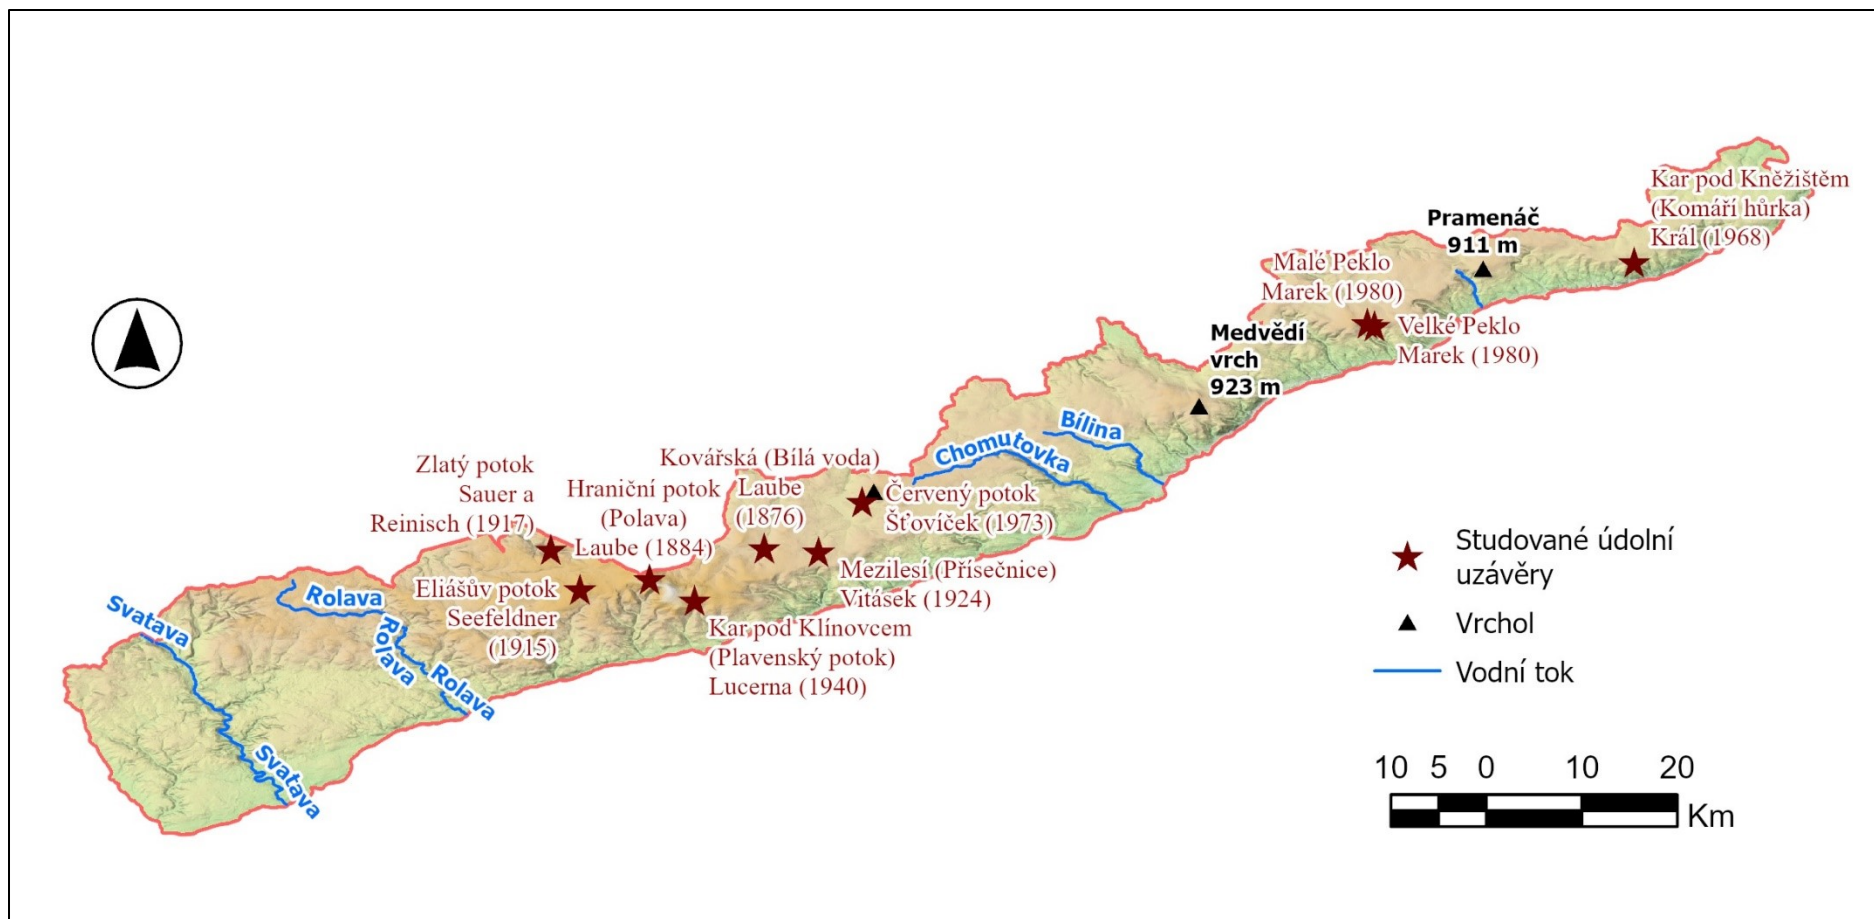 Kar pod Kněžištěm
(Komáří hůrka)
Král (1968)
Pramenáč
911 m
Malé Peklo
Marek (1980)
Velké Peklo
Marek (1980)
Medvědí
vrch
923 m
Bílina
Chomutovka
Kovářská (Bílá voda)
Laube
(1876)
Červený potok
Šťovíček (1973)
Zlatý potok
Sauer a
Reinisch (1917)
Hraniční potok
(Polava)
Laube (1884)
Mezilesí (Přísečnice)
Vitásek (1924)
Eliášův potok
Seefeldner
(1915)
Kar pod Klínovcem
(Plavenský potok)
Lucerna (1940)
Rolava
Rolava
Rolava
Svatava
Svatava
Studované údolní
uzávěry
Vrchol
Vodní tok
10 5 0 10 20
Km